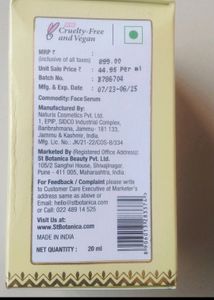 Cruelty-Free
and Vegan
MRP ₹
(inclusive of all taxes) 899.00
Unit Sale Price ₹ 44.95 Per ml
Batch No. B786704
Mfg. & Exp. Date 07/23-06/25
Commodity: Face Serum
Manufactured By:
Naturis Cosmetics Pvt. Ltd.
1, EPIP, SIDCO Industrial Complex,
Baribrahmana, Jammu - 181 133,
Jammu & Kashmir, India.
Mfg. Lic. No.: JK/21-22/COS-B/334
Marketed By (Registered Office Address):
St Botanica Beauty Pvt. Ltd.
102/2 Sanghvi House, Shivajinagar,
Pune - 411 005, Maharashtra, India
For Feedback / Complaint please write
to Customer Care Executive at Marketer's
address same as above or
Email: hello@stbotanica.com
or Call: 022 489 14 525
Visit us at:
www.StBotanica.com
MADE IN INDIA
NET QUANTITY : 20 ml